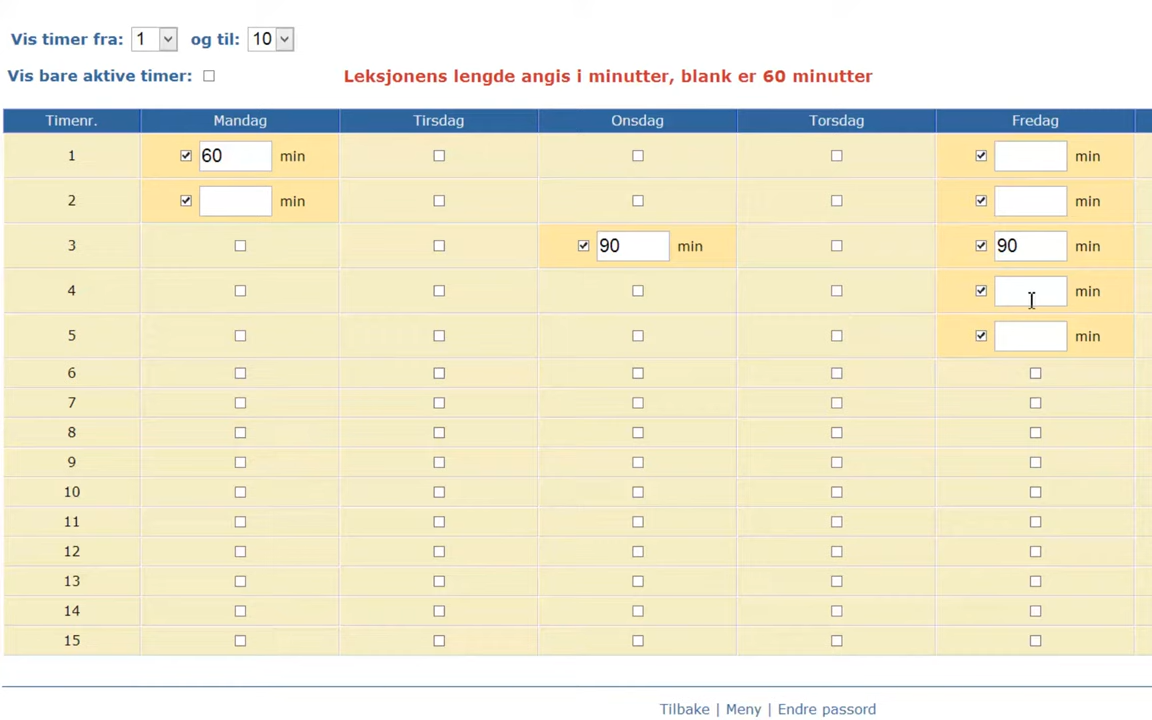 Vis timer fra: 1 og til: 10
Vis bare aktive timer: Leksjonens lengde angis i minutter, blank er 60 minutter
Timenr. Mandag Tirsdag Onsdag Torsdag Fredag
1 60 min min
2 min min
3 90 min 90 min
4 min
5 min
6
7
8
9
10
11
12
13
14
15
Tilbake | Meny | Endre passord